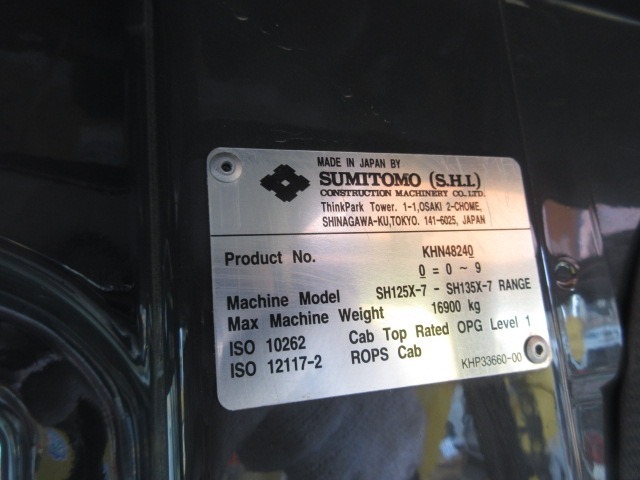 MADE IN JAPAN BY
SUMITOMO (S.H.I.)
CONSTRUCTION MACHINERY CO., LTD.
ThinkPark Tower. 1-1,OSAKI 2-CHOME,
SHINAGAWA-KU,TOKYO. 141-6025, JAPAN
Product No. KHN48240
0 = 0 ~ 9
Machine Model SH125X-7 - SH135X-7 RANGE
Max Machine Weight 16900 kg
ISO 10262 Cab Top Rated OPG Level 1
ISO 12117-2 ROPS Cab
KHP33660-00